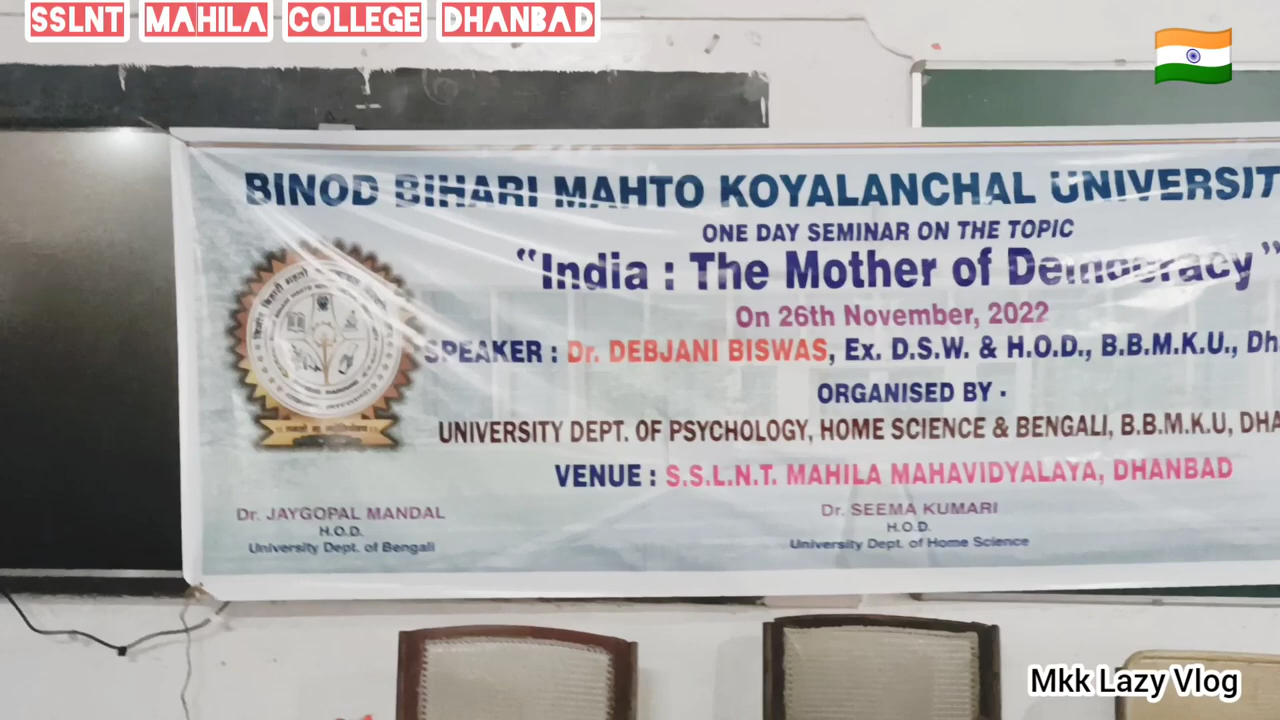 SSLNT MAHILA COLLEGE DHANBAD
BINOD BIHARI MAHTO KOYALANCHAL UNIVERSIT
ONE DAY SEMINAR ON THE TOPIC
“India : The Mother of Democracy”
On 26th November, 2022
SPEAKER : Dr. DEBJANI BISWAS, Ex. D.S.W. & H.O.D., B.B.M.K.U., Dh
ORGANISED BY -
UNIVERSITY DEPT. OF PSYCHOLOGY, HOME SCIENCE & BENGALI, B.B.M.K.U, DHA
VENUE : S.S.L.N.T. MAHILA MAHAVIDYALAYA, DHANBAD
Dr. JAYGOPAL MANDAL
H.O.D.
University Dept. of Bengali
Dr. SEEMA KUMARI
H.O.D.
University Dept. of Home Science
Mkk Lazy Vlog